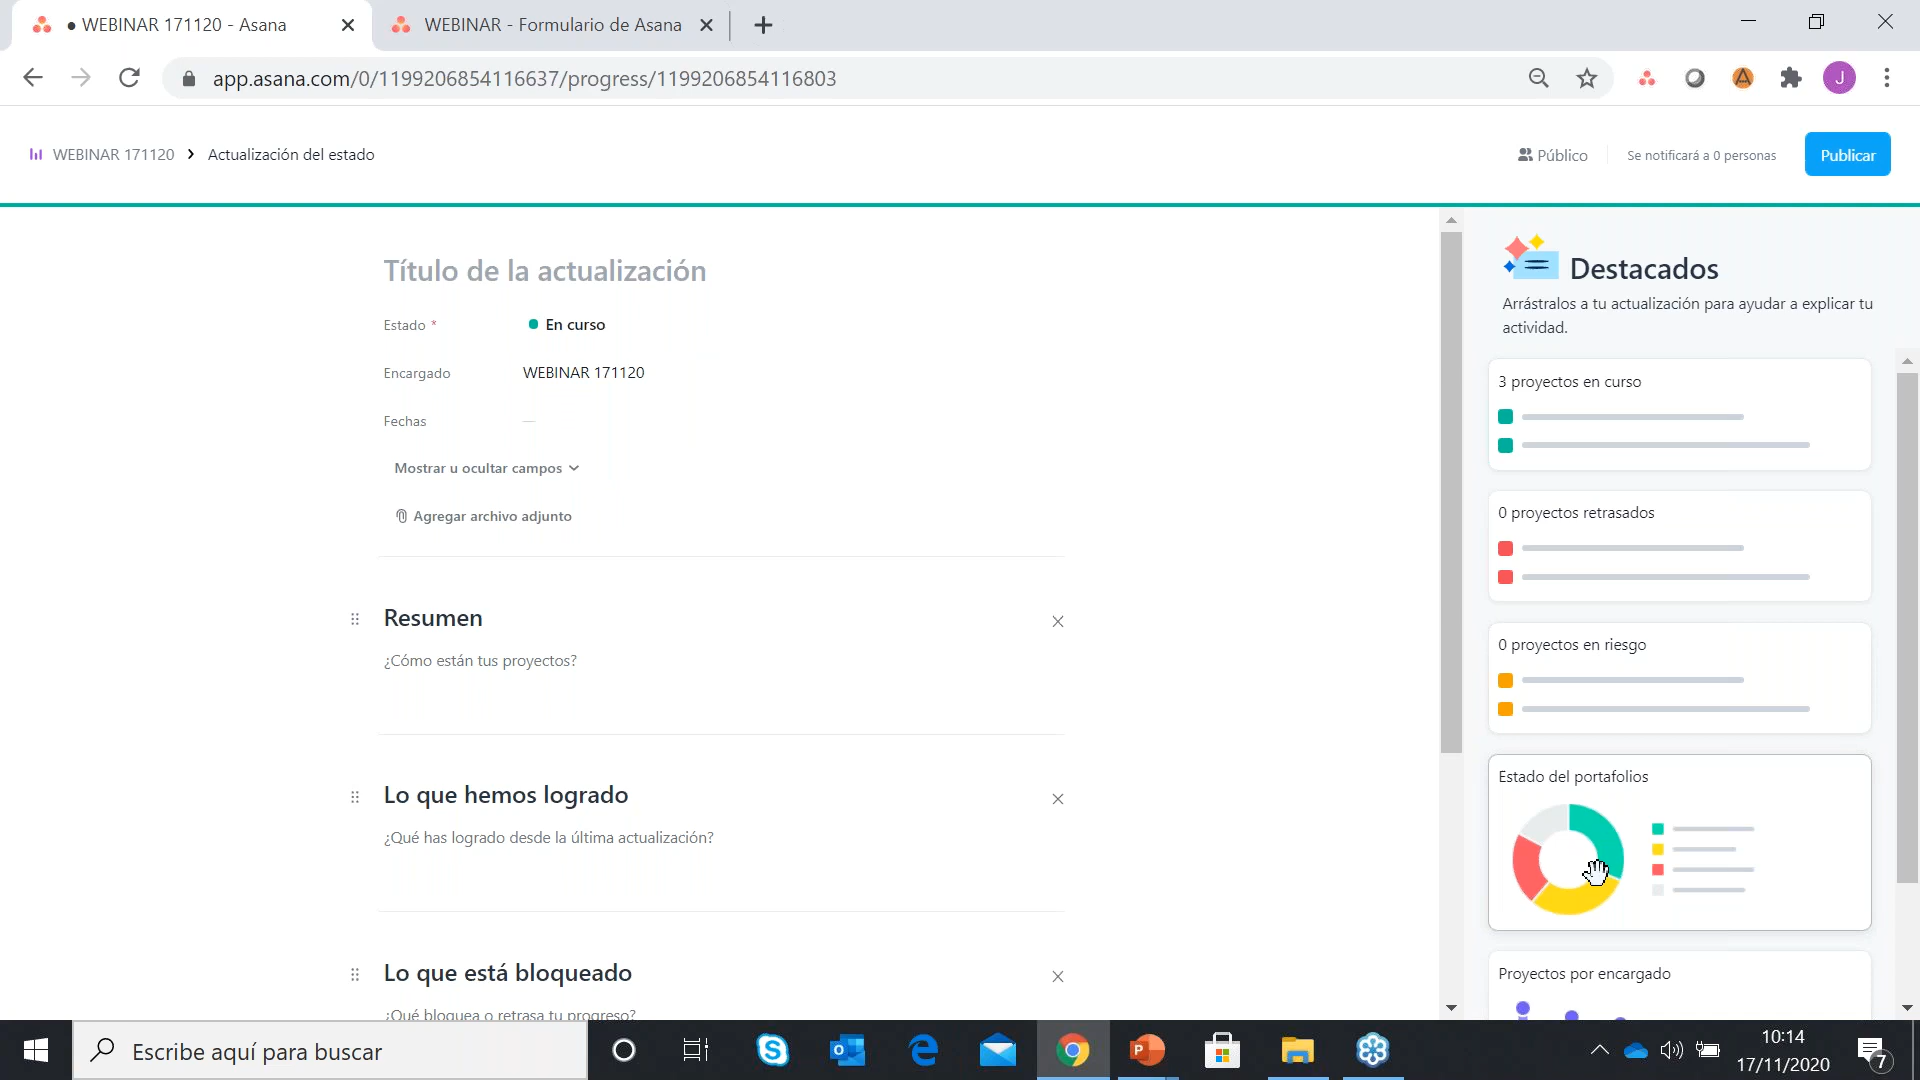 ● WEBINAR 171120 - Asana
WEBINAR - Formulario de Asana
app.asana.com/0/1199206854116637/progress/1199206854116803
J
WEBINAR 171120 > Actualización del estado
Público
Se notificará a 0 personas
Publicar
Título de la actualización
Estado *
En curso
Encargado
WEBINAR 171120
Fechas
—
Mostrar u ocultar campos
Agregar archivo adjunto
Resumen
¿Cómo están tus proyectos?
Lo que hemos logrado
¿Qué has logrado desde la última actualización?
Lo que está bloqueado
¿Qué bloquea o retrasa tu progreso?
Destacados
Arrástralos a tu actualización para ayudar a explicar tu
actividad.
3 proyectos en curso
0 proyectos retrasados
0 proyectos en riesgo
Estado del portafolios
Proyectos por encargado
Escribe aquí para buscar
10:14
17/11/2020
7